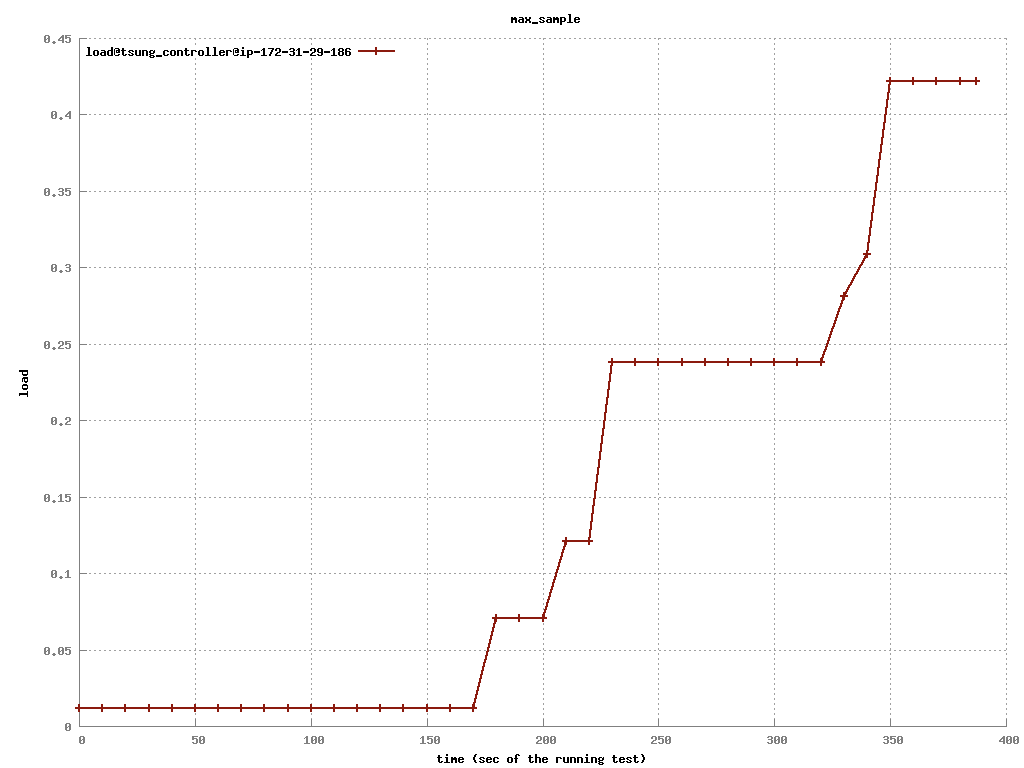 max_sample
load@tsung_controller@ip-172-31-29-186
0.45
0.4
0.35
0.3
0.25
0.2
0.15
0.1
0.05
0
load
0 50 100 150 200 250 300 350 400
time (sec of the running test)